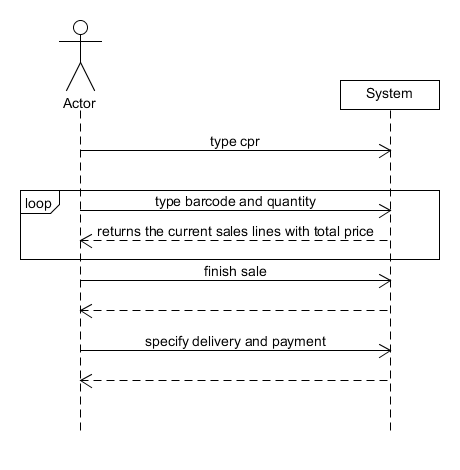 Actor
System
type cpr
loop
type barcode and quantity
returns the current sales lines with total price
finish sale
specify delivery and payment